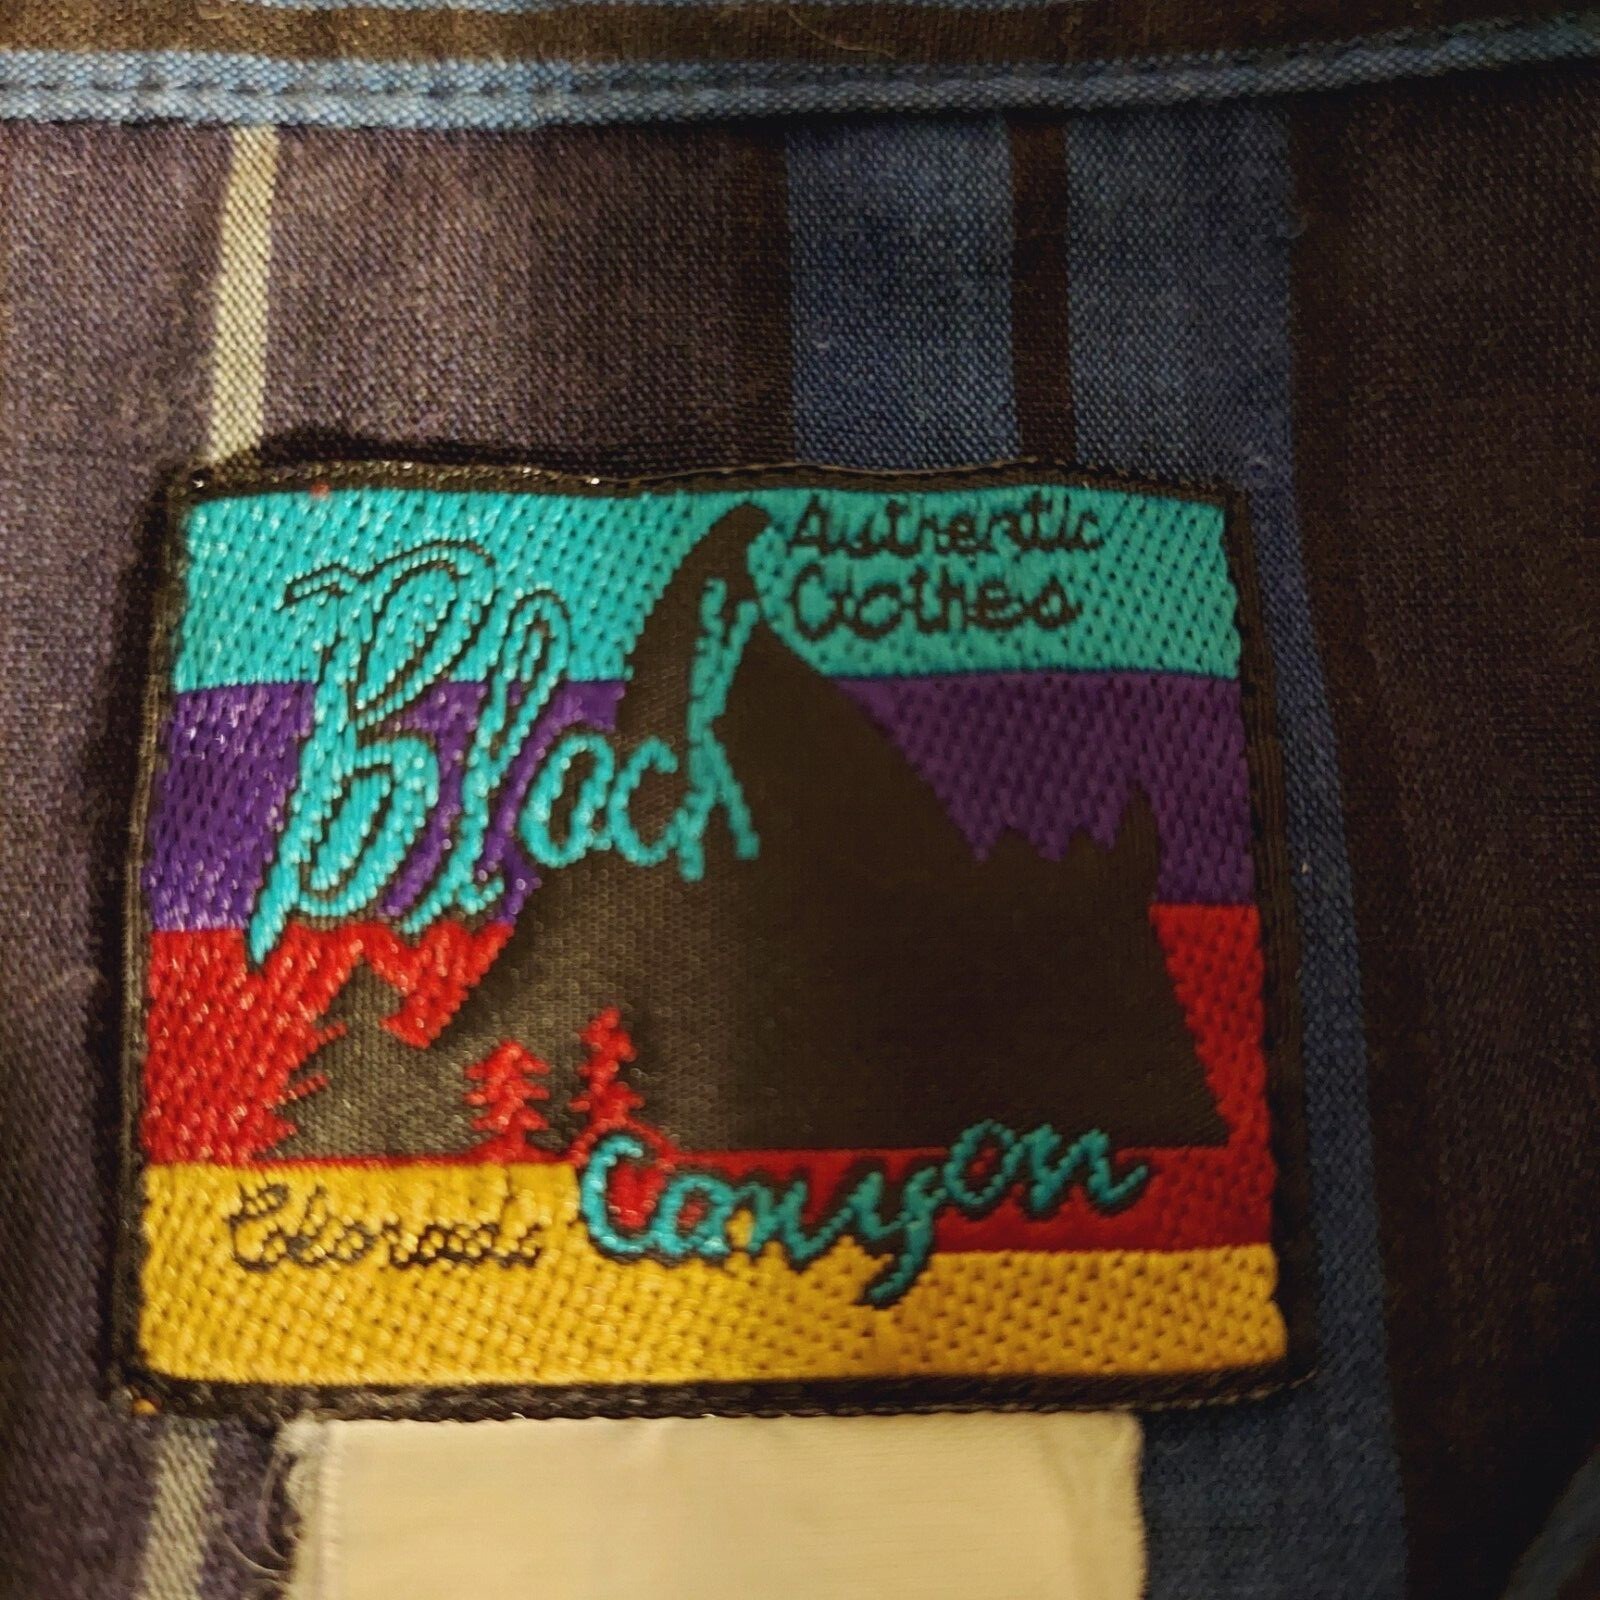 Authentic
Clothes
Black
Canyon
Colorado